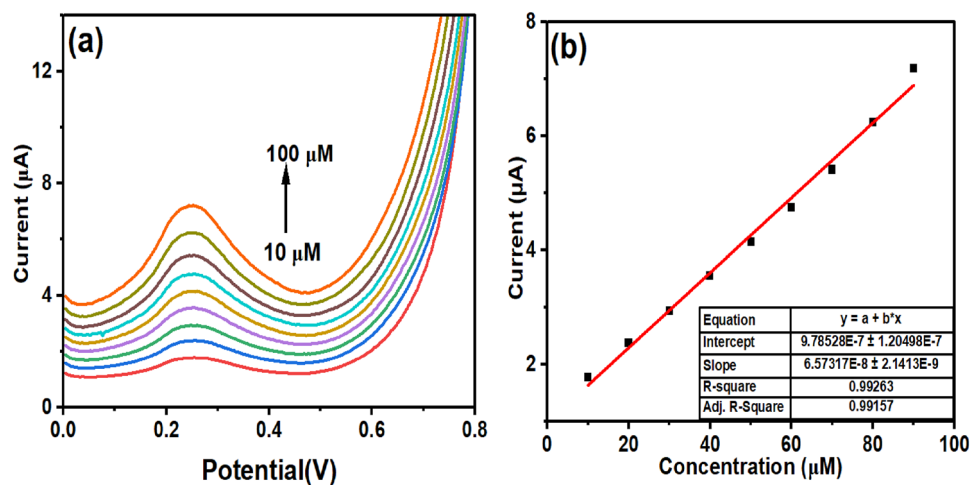 (a)
Current (µA)
12
8
4
0
100 µM
10 µM
0.0 0.2 0.4 0.6 0.8
Potential(V)
(b)
Current (µA)
8
6
4
2
Equation y = a + b*x
Intercept 9.78528E-7 ± 1.20498E-7
Slope 6.57317E-8 ± 2.1413E-9
R-square 0.99263
Adj. R-Square 0.99157
0 20 40 60 80 100
Concentration (µM)